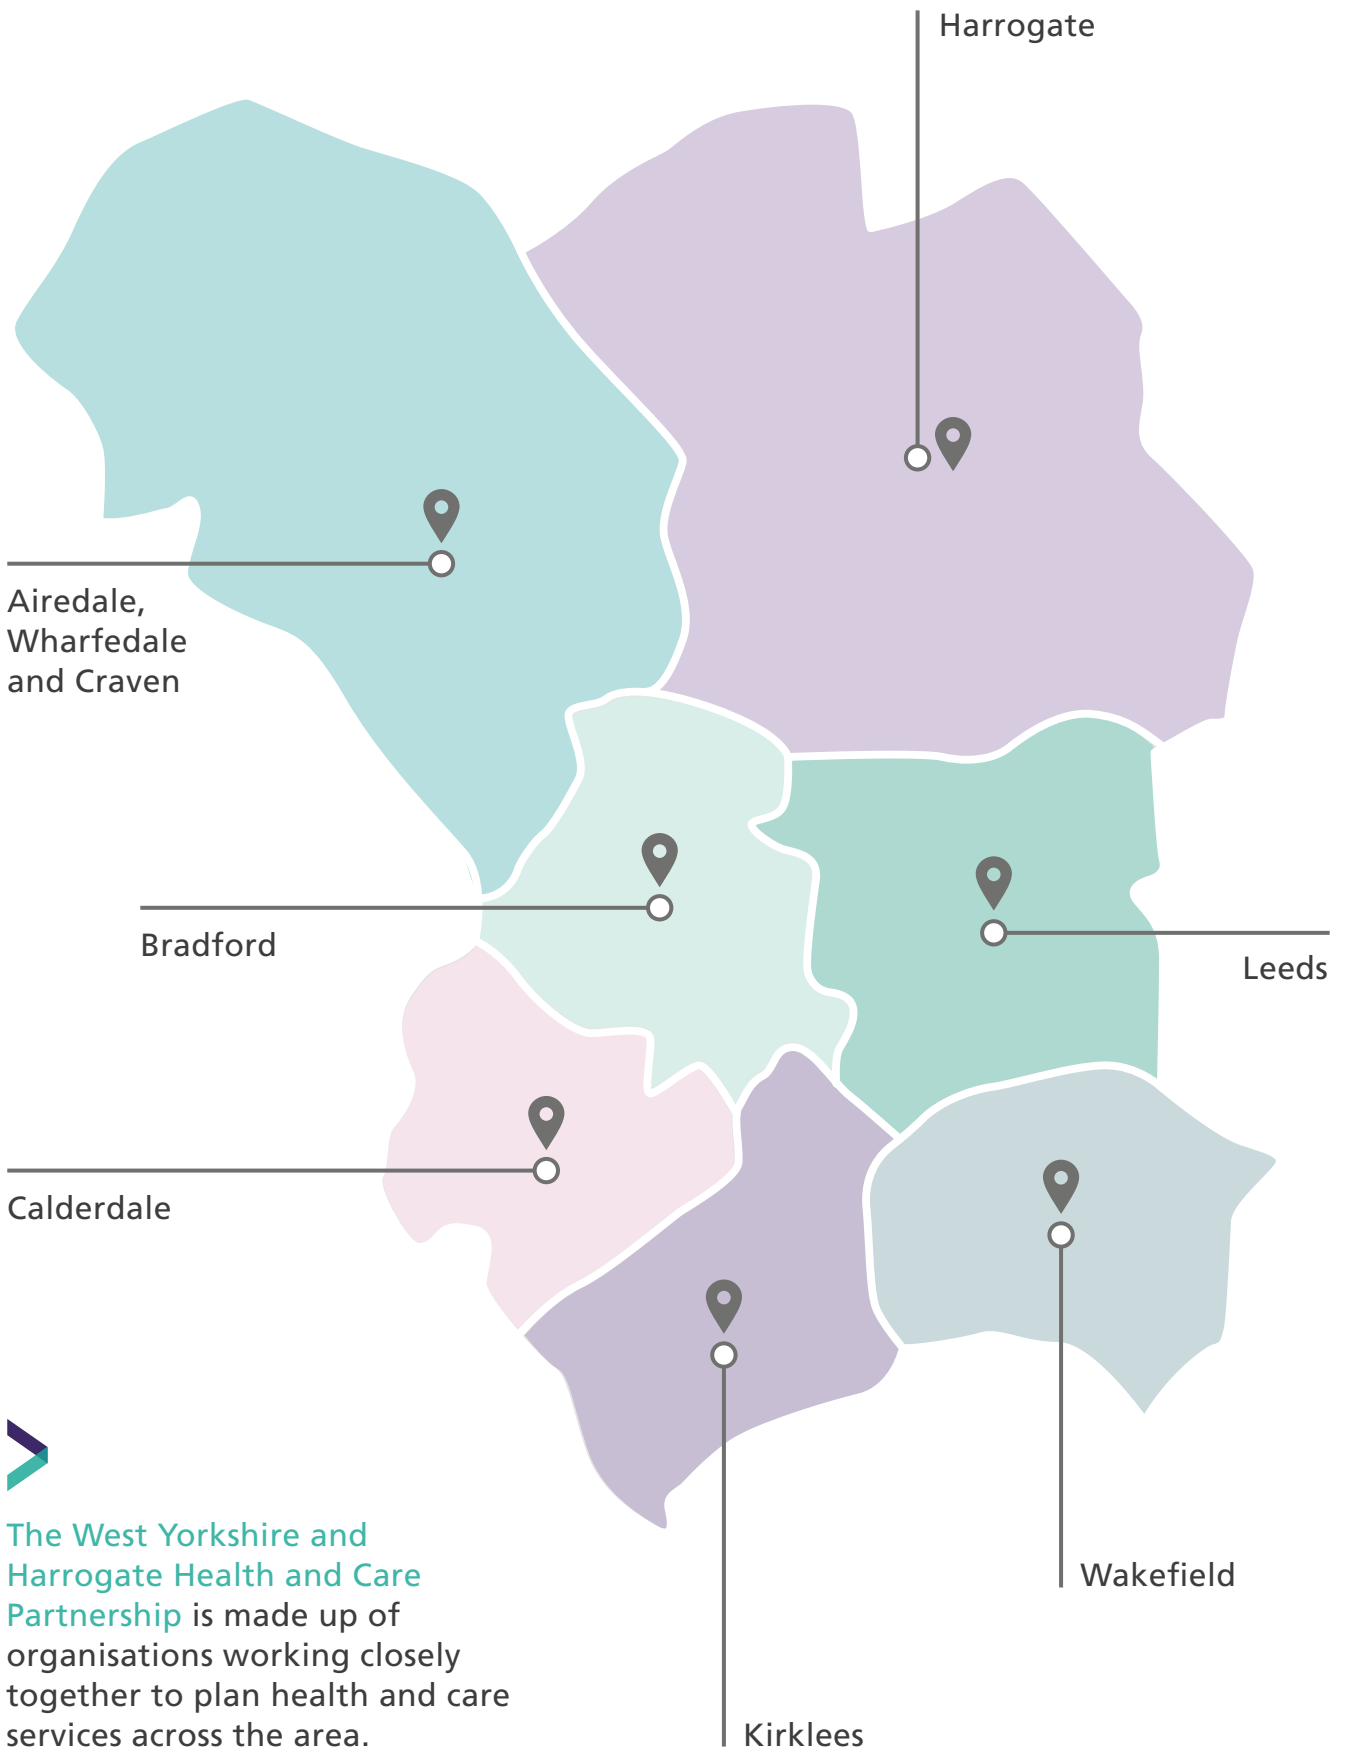 Harrogate
Airedale,
Wharfedale
and Craven
Bradford
Leeds
Calderdale
The West Yorkshire and
Harrogate Health and Care
Partnership is made up of
organisations working closely
together to plan health and care
services across the area.
Wakefield
Kirklees